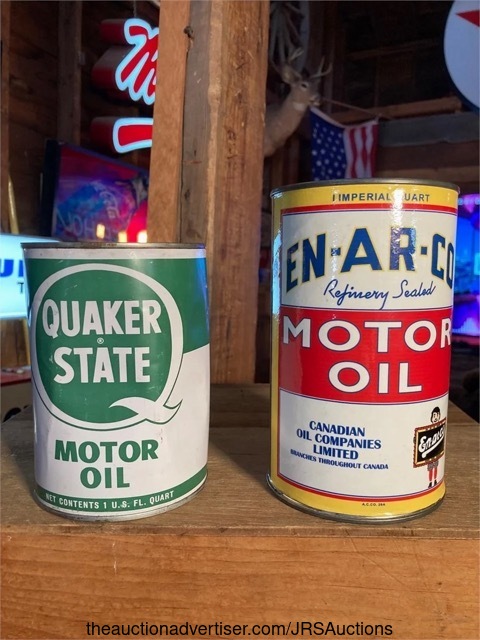 QUAKER
®
STATE
MOTOR
OIL
NET CONTENTS 1 U.S. FL. QUART
1 IMPERIAL QUART
EN-AR-CO
Refinery Sealed
MOTOR
OIL
CANADIAN
OIL COMPANIES
LIMITED
BRANCHES THROUGHOUT CANADA
theauctionadvertiser.com/JRSAuctions